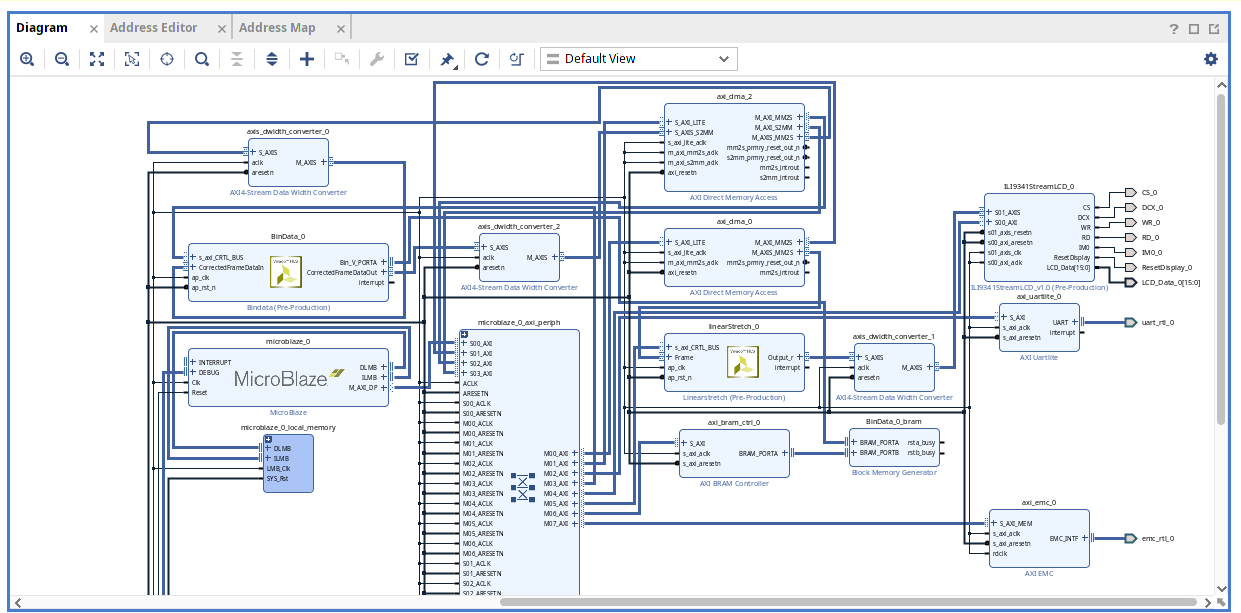 Diagram
Address Editor
Address Map
Default View
axis_dwidth_converter_0
S_AXIS
aclk
aresetn
M_AXIS
AXI4-Stream Data Width Converter
axi_dma_2
S_AXI_LITE
S_AXIS_S2MM
s_axi_lite_aclk
m_axi_mm2s_aclk
m_axi_s2mm_aclk
axi_resetn
M_AXI_MM2S
M_AXI_S2MM
M_AXIS_MM2S
mm2s_prmry_reset_out_n
s2mm_prmry_reset_out_n
mm2s_introut
s2mm_introut
AXI Direct Memory Access
ILI9341StreamLCD_0
S01_AXIS
S00_AXI
s01_axis_aresetn
s00_axi_aresetn
s01_axis_clk
s00_axi_aclk
CS
DCX
WR
RD
IM0
ResetDisplay
LCD_Data[15:0]
ILI9341StreamLCD_v1.0 (Pre-Production)
CS_0
DCX_0
WR_0
RD_0
IM0_0
ResetDisplay_0
LCD_Data_0[15:0]
BinData_0
s_axi_CRTL_BUS
CorrectedFrameDataIn
ap_clk
ap_rst_n
Bin_V_PORTA
CorrectedFrameDataOut
interrupt
Bindata (Pre-Production)
axis_dwidth_converter_2
S_AXIS
aclk
aresetn
M_AXIS
AXI4-Stream Data Width Converter
axi_dma_0
S_AXI_LITE
s_axi_lite_aclk
m_axi_mm2s_aclk
axi_resetn
M_AXI_MM2S
M_AXIS_MM2S
mm2s_prmry_reset_out_n
mm2s_introut
AXI Direct Memory Access
axi_uartlite_0
S_AXI
s_axi_aclk
s_axi_aresetn
UART
interrupt
AXI Uartlite
uart_rtl_0
microblaze_0
INTERRUPT
DEBUG
Clk
Reset
MicroBlaze
DLMB
ILMB
M_AXI_DP
MicroBlaze
microblaze_0_axi_periph
S00_AXI
S01_AXI
S02_AXI
S03_AXI
ACLK
ARESETN
S00_ACLK
S00_ARESETN
M00_ACLK
M00_ARESETN
M01_ACLK
M01_ARESETN
M02_ACLK
M02_ARESETN
M03_ACLK
M03_ARESETN
M04_ACLK
M04_ARESETN
M05_ACLK
M05_ARESETN
M06_ACLK
M06_ARESETN
S01_ACLK
S01_ARESETN
S02_ACLK
S02_ARESETN
M00_AXI
M01_AXI
M02_AXI
M03_AXI
M04_AXI
M05_AXI
M06_AXI
M07_AXI
linearStretch_0
s_axi_CRTL_BUS
Frame
ap_clk
ap_rst_n
Output_r
interrupt
Linearstretch (Pre-Production)
axis_dwidth_converter_1
S_AXIS
aclk
aresetn
M_AXIS
AXI4-Stream Data Width Converter
microblaze_0_local_memory
DLMB
ILMB
LMB_Clk
SYS_Rst
axi_bram_ctrl_0
S_AXI
s_axi_aclk
s_axi_aresetn
BRAM_PORTA
AXI BRAM Controller
BinData_0_bram
BRAM_PORTA
BRAM_PORTB
rsta_busy
rstb_busy
Block Memory Generator
axi_emc_0
S_AXI_MEM
s_axi_aclk
s_axi_aresetn
rdclk
EMC_INTF
AXI EMC
emc_rtl_0